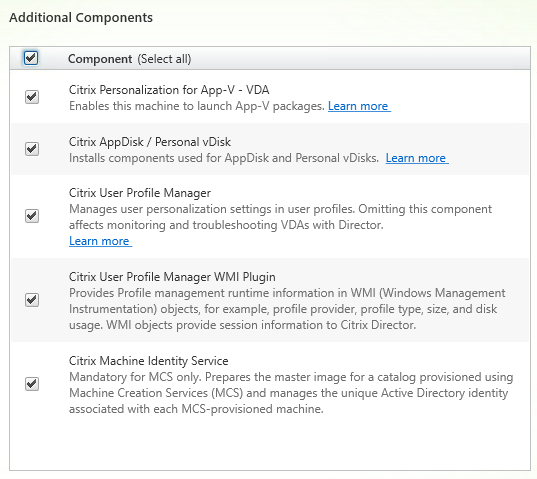 Additional Components
Component (Select all)
Citrix Personalization for App-V - VDA
Enables this machine to launch App-V packages. Learn more
Citrix AppDisk / Personal vDisk
Installs components used for AppDisk and Personal vDisks. Learn more
Citrix User Profile Manager
Manages user personalization settings in user profiles. Omitting this component
affects monitoring and troubleshooting VDAs with Director.
Learn more
Citrix User Profile Manager WMI Plugin
Provides Profile management runtime information in WMI (Windows Management
Instrumentation) objects, for example, profile provider, profile type, size, and disk
usage. WMI objects provide session information to Citrix Director.
Citrix Machine Identity Service
Mandatory for MCS only. Prepares the master image for a catalog provisioned using
Machine Creation Services (MCS) and manages the unique Active Directory identity
associated with each MCS-provisioned machine.